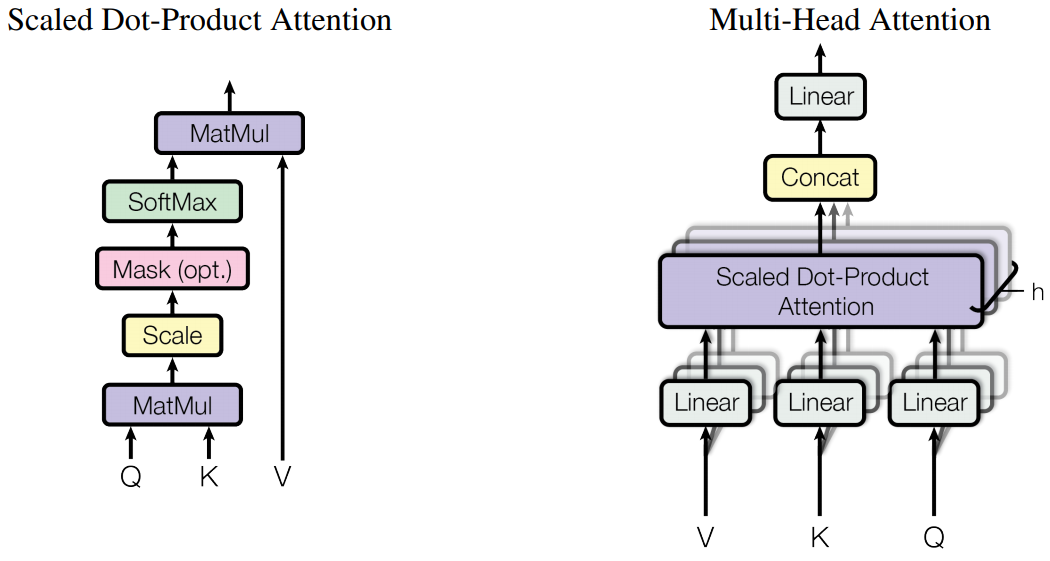 Scaled Dot-Product Attention
MatMul
SoftMax
Mask (opt.)
Scale
MatMul
Q K V
Multi-Head Attention
Linear
Concat
Scaled Dot-Product
Attention
h
Linear Linear Linear
V K Q